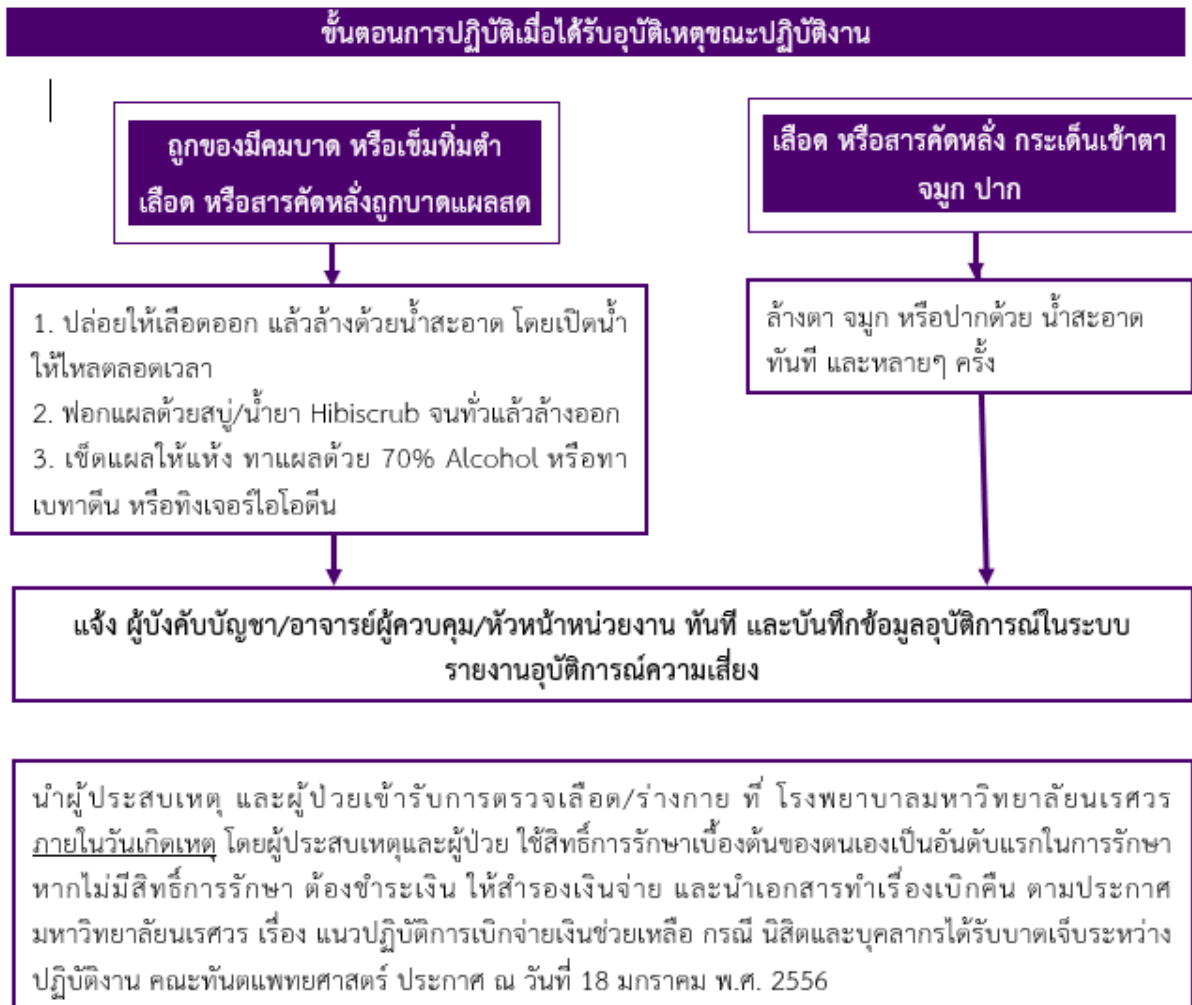 ขั้นตอนการปฏิบัติเมื่อได้รับอุบัติเหตุขณะปฏิบัติงาน
ถูกของมีคมบาด หรือเข็มทิ่มตำ
เลือด หรือสารคัดหลั่งถูกบาดแผลสด
เลือด หรือสารคัดหลั่ง กระเด็นเข้าตา
จมูก ปาก
1. ปล่อยให้เลือดออก แล้วล้างด้วยน้ำสะอาด โดยเปิดน้ำ
ให้ไหลตลอดเวลา
2. ฟอกแผลด้วยสบู่/น้ำยา Hibiscrub จนทั่วแล้วล้างออก
3. เช็ดแผลให้แห้ง ทาแผลด้วย 70% Alcohol หรือทา
เบทาดีน หรือทิงเจอร์ไอโอดีน
ล้างตา จมูก หรือปากด้วย น้ำสะอาด
ทันที และหลายๆ ครั้ง
แจ้ง ผู้บังคับบัญชา/อาจารย์ผู้ควบคุม/หัวหน้าหน่วยงาน ทันที และบันทึกข้อมูลอุบัติการณ์ในระบบ
รายงานอุบัติการณ์ความเสี่ยง
นำผู้ประสบเหตุ และผู้ป่วยเข้ารับการตรวจเลือด/ร่างกาย ที่ โรงพยาบาลมหาวิทยาลัยนเรศวร
ภายในวันเกิดเหตุ โดยผู้ประสบเหตุและผู้ป่วย ใช้สิทธิ์การรักษาเบื้องต้นของตนเองเป็นอันดับแรกในการรักษา
หากไม่มีสิทธิ์การรักษา ต้องชำระเงิน ให้สำรองเงินจ่าย และนำเอกสารทำเรื่องเบิกคืน ตามประกาศ
มหาวิทยาลัยนเรศวร เรื่อง แนวปฏิบัติการเบิกจ่ายเงินช่วยเหลือ กรณี นิสิตและบุคลากรได้รับบาดเจ็บระหว่าง
ปฏิบัติงาน คณะทันตแพทยศาสตร์ ประกาศ ณ วันที่ 18 มกราคม พ.ศ. 2556